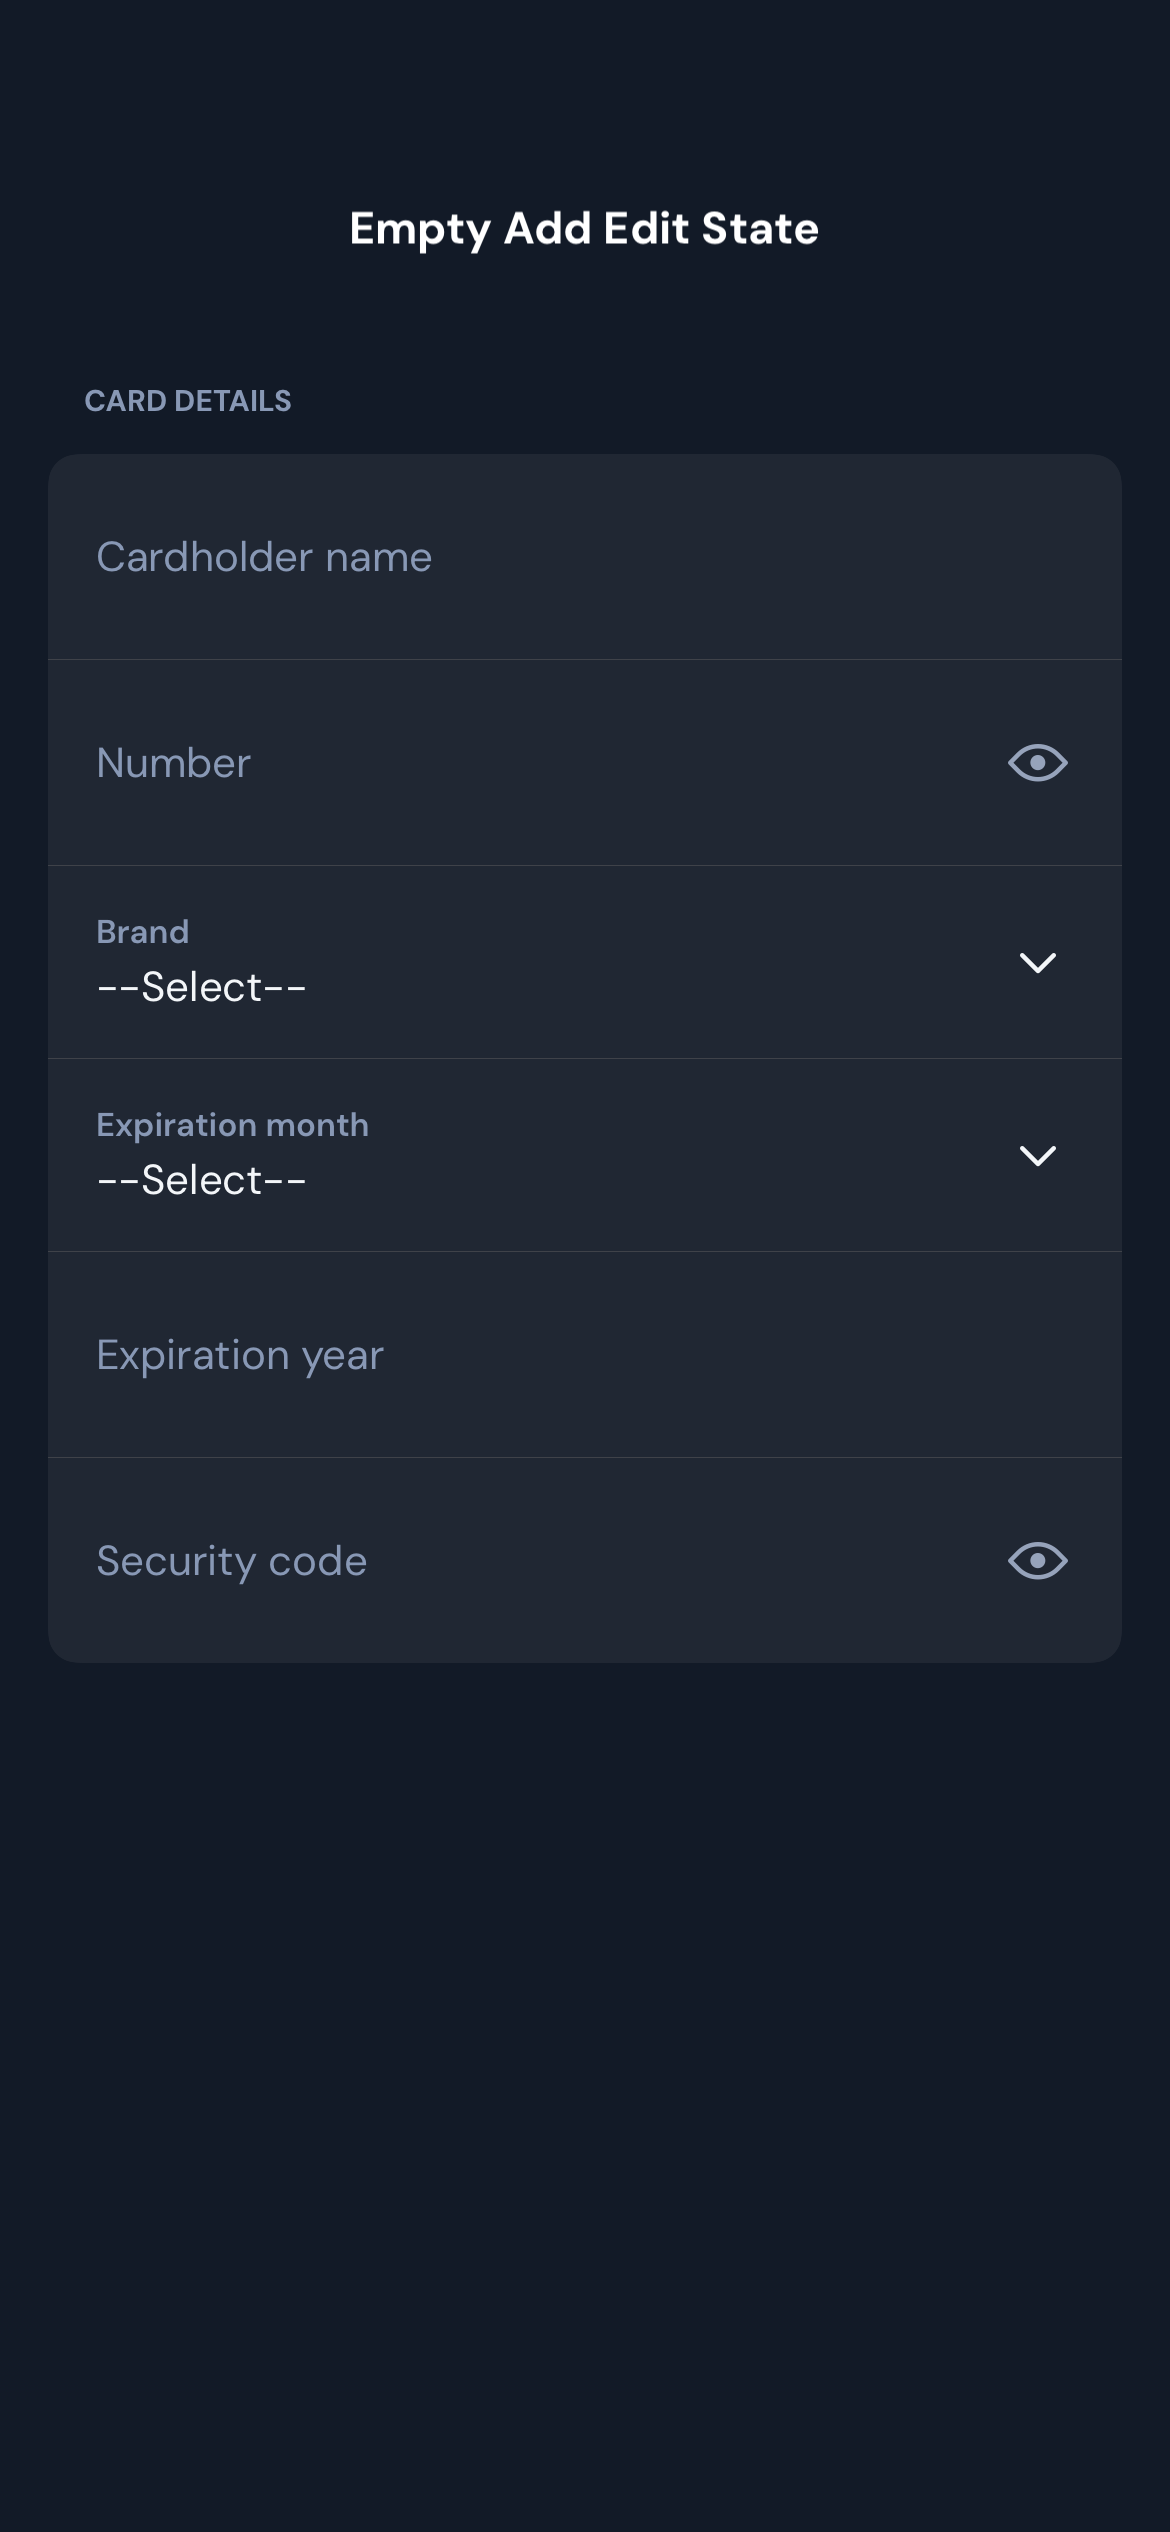 Empty Add Edit State
CARD DETAILS
Cardholder name
Number
Brand
--Select--
Expiration month
--Select--
Expiration year
Security code